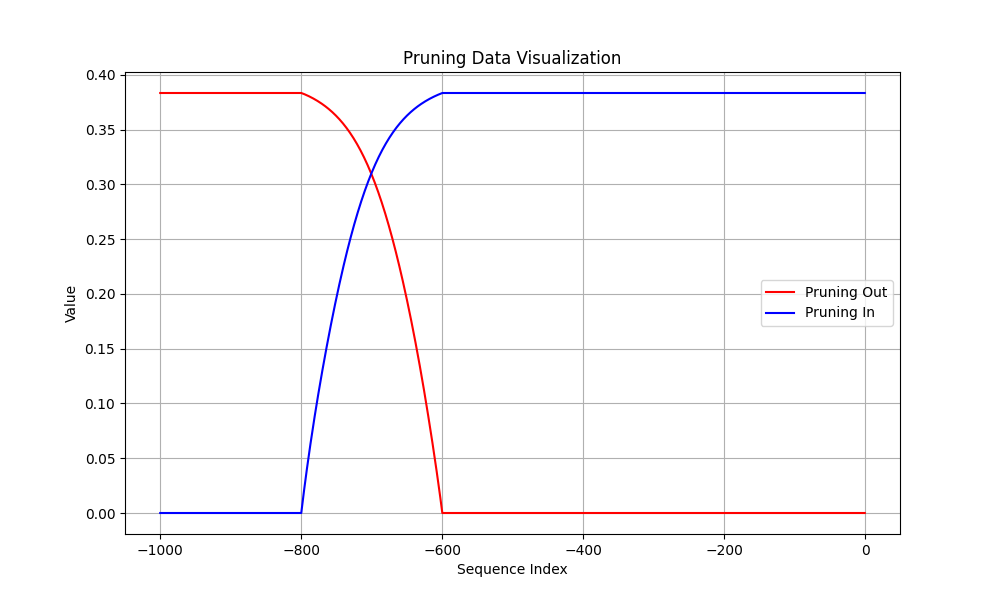 Pruning Data Visualization
0.40
0.35
0.30
0.25
0.20
0.15
0.10
0.05
0.00
Value
Pruning Out
Pruning In
−1000 −800 −600 −400 −200 0
Sequence Index